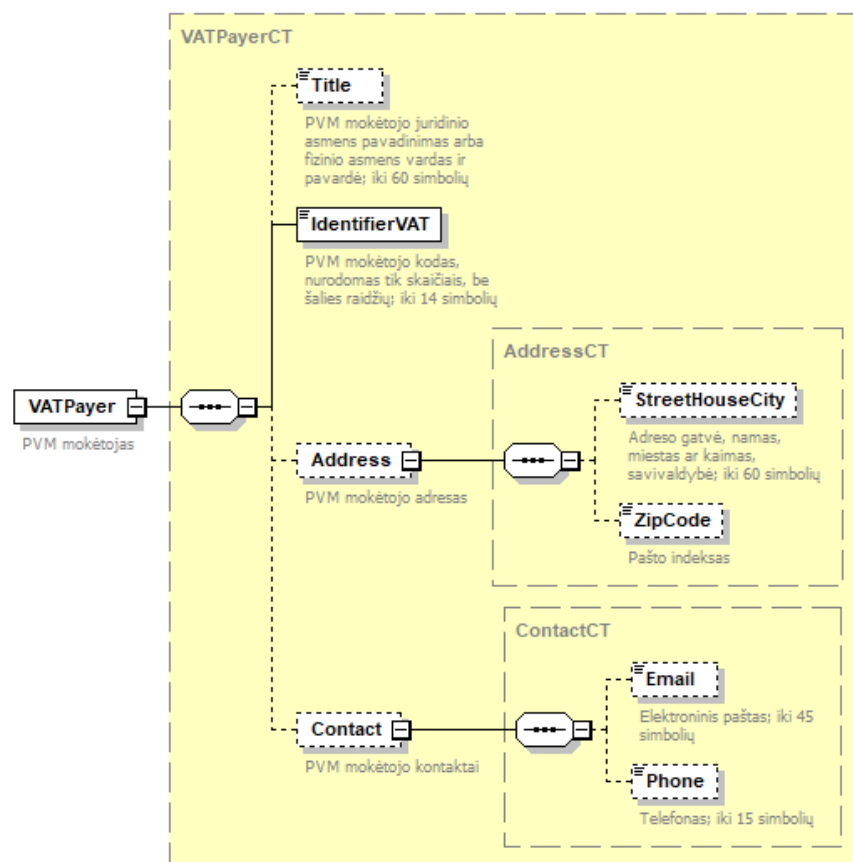 VATPayerCT
Title
PVM mokėtojo juridinio
asmens pavadinimas arba
fizinio asmens vardas ir
pavardė; iki 60 simbolių
IdentifierVAT
PVM mokėtojo kodas,
nurodomas tik skaičiais, be
šalies raidžių; iki 14 simbolių
VATPayer
PVM mokėtojas
Address
PVM mokėtojo adresas
AddressCT
StreetHouseCity
Adreso gatvė, namas,
miestas ar kaimas,
savivaldybė; iki 60 simbolių
ZipCode
Pašto indeksas
Contact
PVM mokėtojo kontaktai
ContactCT
Email
Elektroninis paštas; iki 45
simbolių
Phone
Telefonas; iki 15 simbolių